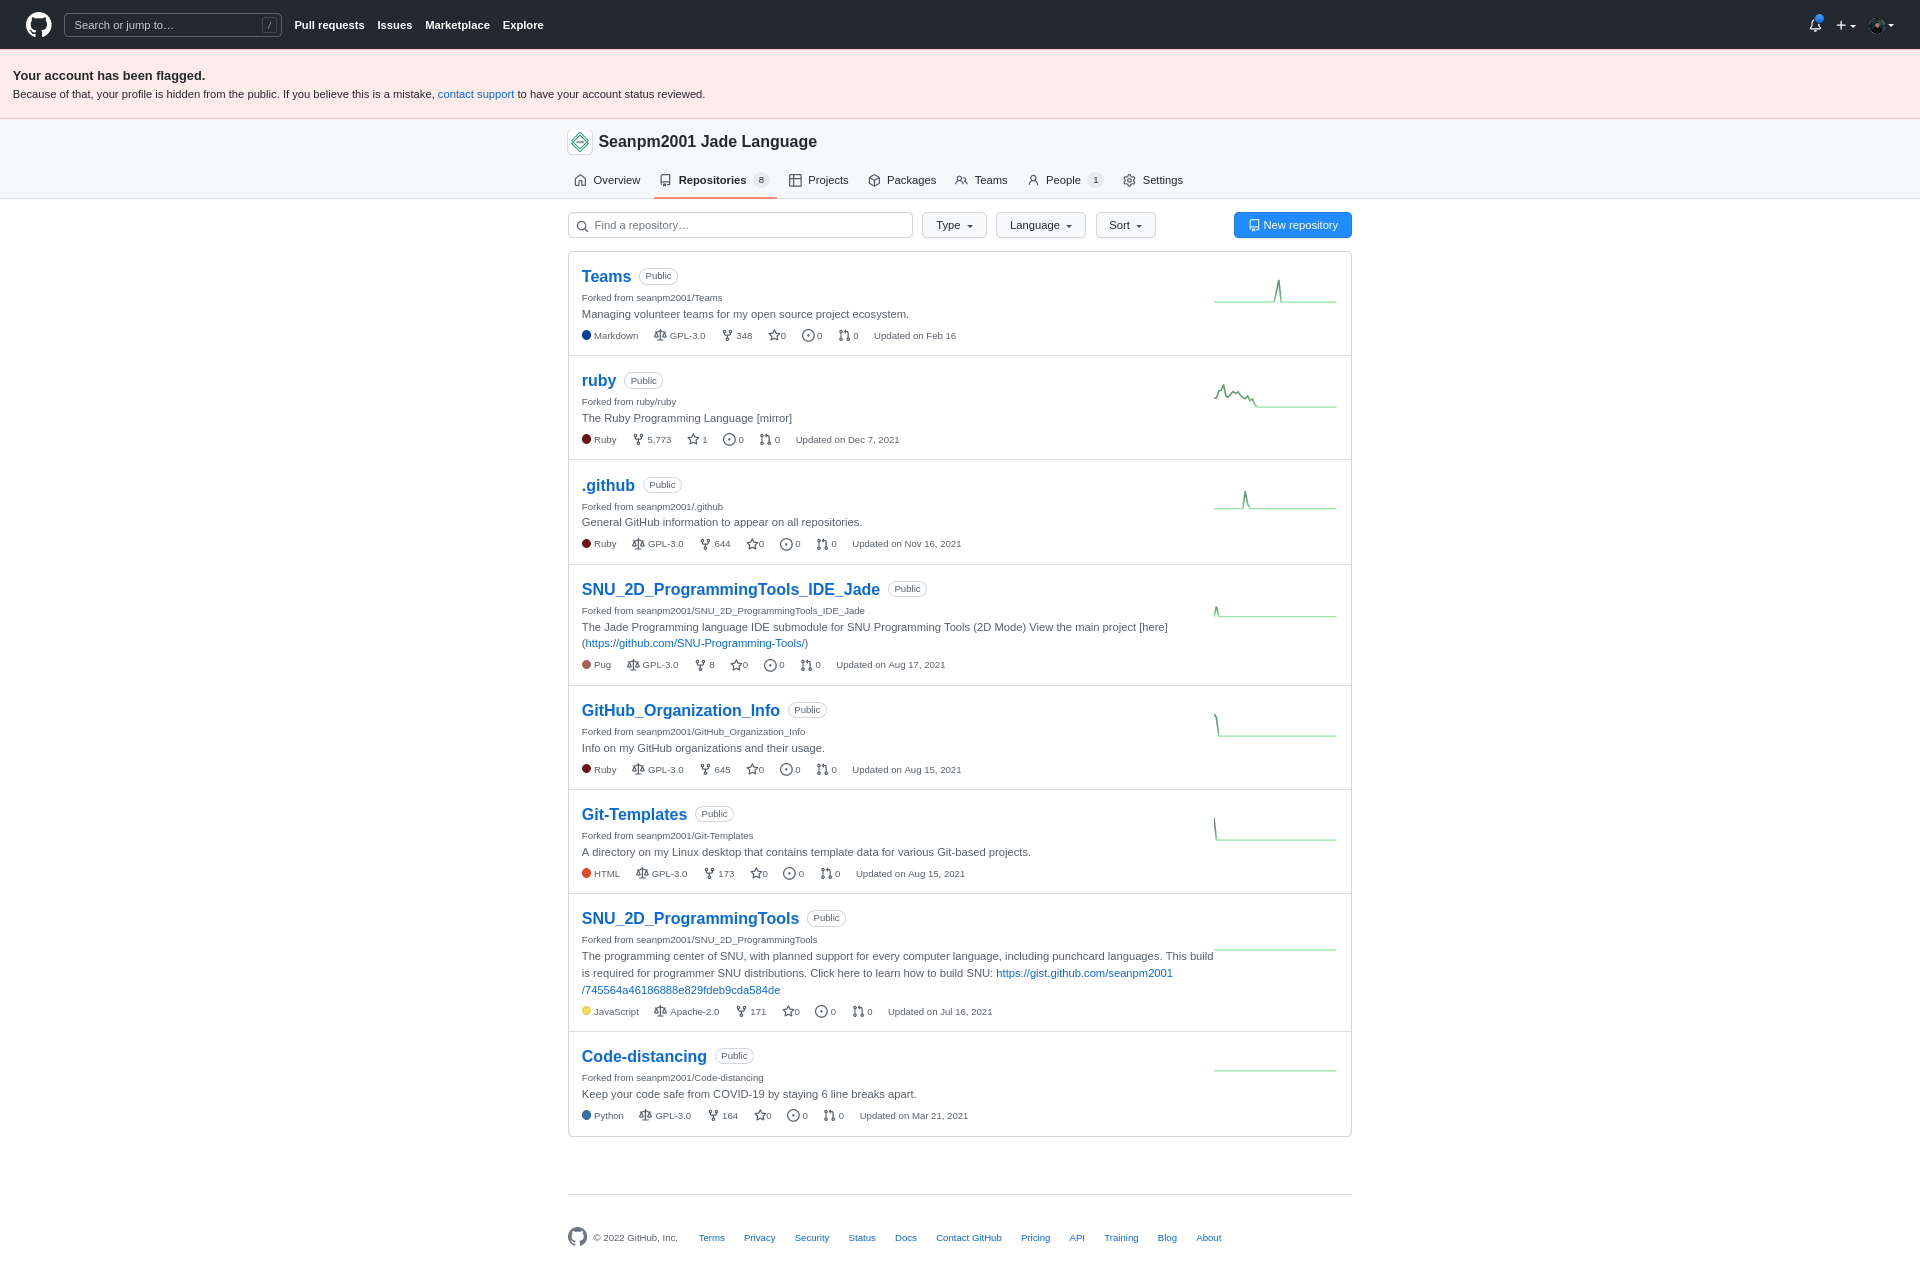 Search or jump to… /
Pull requests Issues Marketplace Explore
Your account has been flagged.
Because of that, your profile is hidden from the public. If you believe this is a mistake, contact support to have your account status reviewed.
Seanpm2001 Jade Language
Overview Repositories 8 Projects Packages Teams People 1 Settings
Find a repository… Type Language Sort New repository
Teams Public
Forked from seanpm2001/Teams
Managing volunteer teams for my open source project ecosystem.
Markdown GPL-3.0 348 0 0 0 Updated on Feb 16
ruby Public
Forked from ruby/ruby
The Ruby Programming Language [mirror]
Ruby 5,773 1 0 0 Updated on Dec 7, 2021
.github Public
Forked from seanpm2001/.github
General GitHub information to appear on all repositories.
Ruby GPL-3.0 644 0 0 0 Updated on Nov 16, 2021
SNU_2D_ProgrammingTools_IDE_Jade Public
Forked from seanpm2001/SNU_2D_ProgrammingTools_IDE_Jade
The Jade Programming language IDE submodule for SNU Programming Tools (2D Mode) View the main project [here]
(https://github.com/SNU-Programming-Tools/)
Pug GPL-3.0 8 0 0 0 Updated on Aug 17, 2021
GitHub_Organization_Info Public
Forked from seanpm2001/GitHub_Organization_Info
Info on my GitHub organizations and their usage.
Ruby GPL-3.0 645 0 0 0 Updated on Aug 15, 2021
Git-Templates Public
Forked from seanpm2001/Git-Templates
A directory on my Linux desktop that contains template data for various Git-based projects.
HTML GPL-3.0 173 0 0 0 Updated on Aug 15, 2021
SNU_2D_ProgrammingTools Public
Forked from seanpm2001/SNU_2D_ProgrammingTools
The programming center of SNU, with planned support for every computer language, including punchcard languages. This build
is required for programmer SNU distributions. Click here to learn how to build SNU: https://gist.github.com/seanpm2001
/745564a46186888e829fdeb9cda584de
JavaScript Apache-2.0 171 0 0 0 Updated on Jul 16, 2021
Code-distancing Public
Forked from seanpm2001/Code-distancing
Keep your code safe from COVID-19 by staying 6 line breaks apart.
Python GPL-3.0 164 0 0 0 Updated on Mar 21, 2021
© 2022 GitHub, Inc. Terms Privacy Security Status Docs Contact GitHub Pricing API Training Blog About